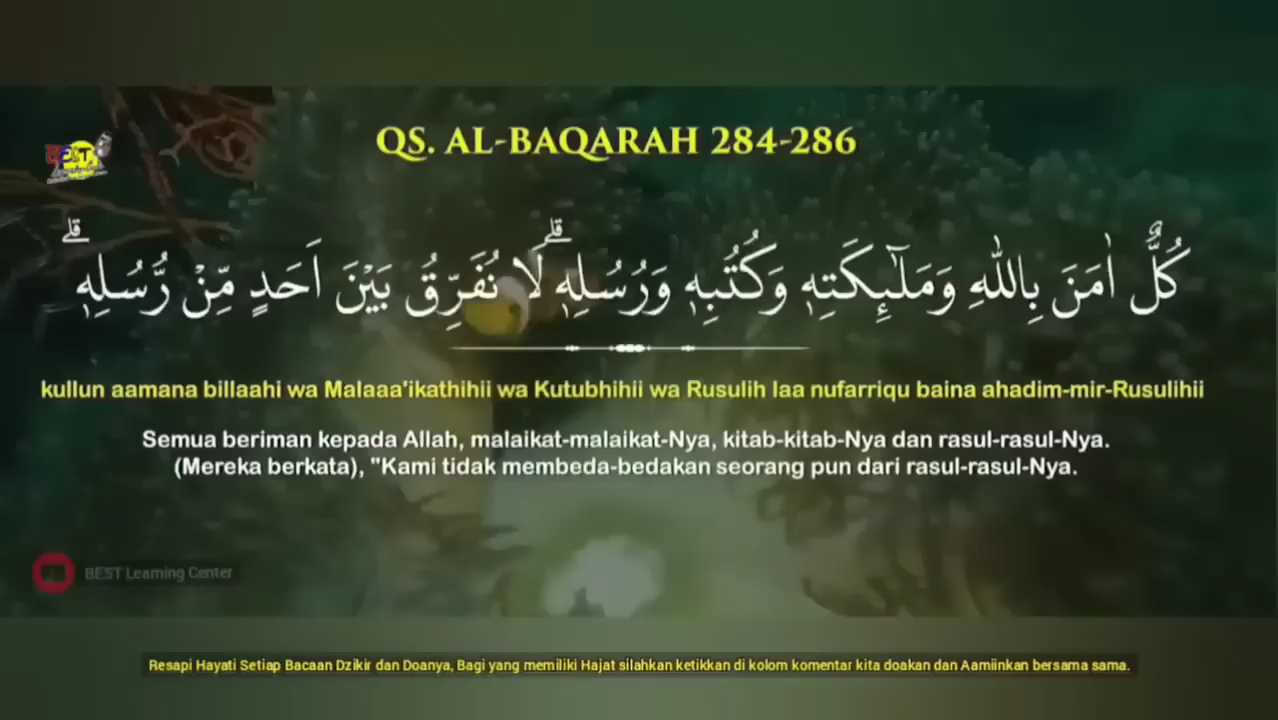 QS. AL-BAQARAH 284-286
كُلٌّ اٰمَنَ بِاللّٰهِ وَمَلٰۤىِٕكَتِهٖ وَكُتُبِهٖ وَرُسُلِهٖۗ لَا نُفَرِّقُ بَيْنَ اَحَدٍ مِّنْ رُّسُلِهٖۗ
kullun aamana billaahi wa Malaaa'ikathihii wa Kutubhihii wa Rusulih laa nufarriqu baina ahadim-mir-Rusulihii
Semua beriman kepada Allah, malaikat-malaikat-Nya, kitab-kitab-Nya dan rasul-rasul-Nya.
(Mereka berkata), "Kami tidak membeda-bedakan seorang pun dari rasul-rasul-Nya.
BEST Learning Center
Resapi Hayati Setiap Bacaan Dzikir dan Doanya, Bagi yang memiliki Hajat silahkan ketikkan di kolom komentar kita doakan dan Aamiinkan bersama sama.